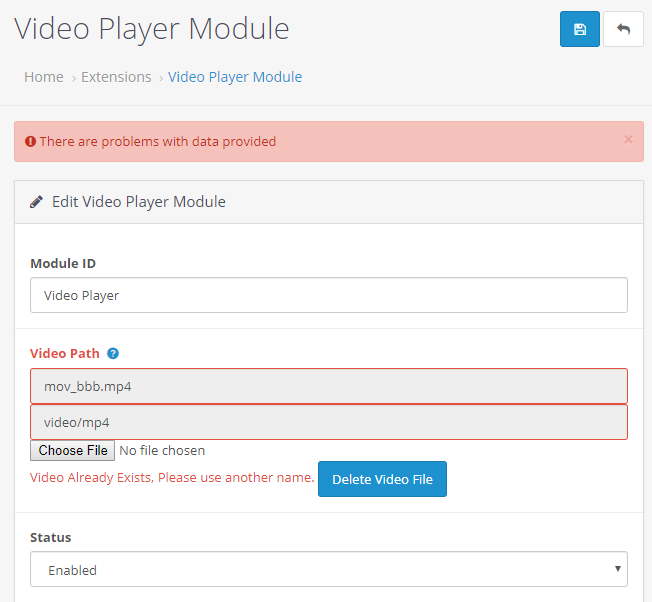 Video Player Module
Home › Extensions › Video Player Module
There are problems with data provided ×
Edit Video Player Module
Module ID
Video Player
Video Path ?
mov_bbb.mp4
video/mp4
Choose File No file chosen
Video Already Exists, Please use another name. Delete Video File
Status
Enabled